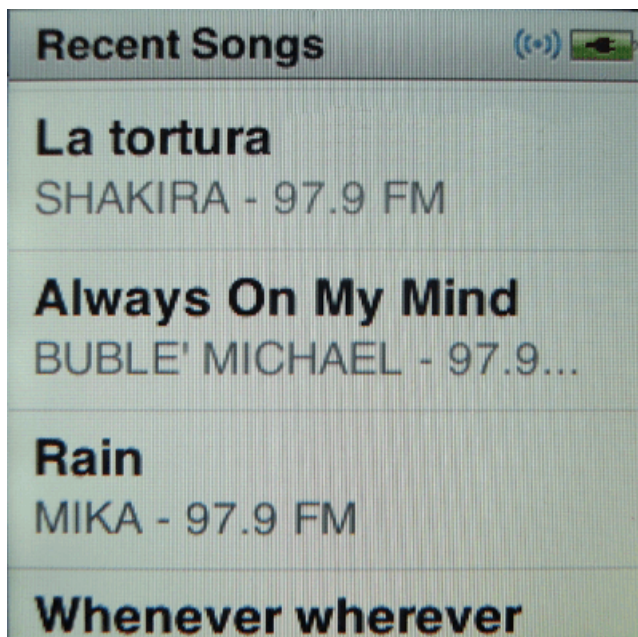 Recent Songs
La tortura
SHAKIRA - 97.9 FM
Always On My Mind
BUBLE' MICHAEL - 97.9...
Rain
MIKA - 97.9 FM
Whenever wherever